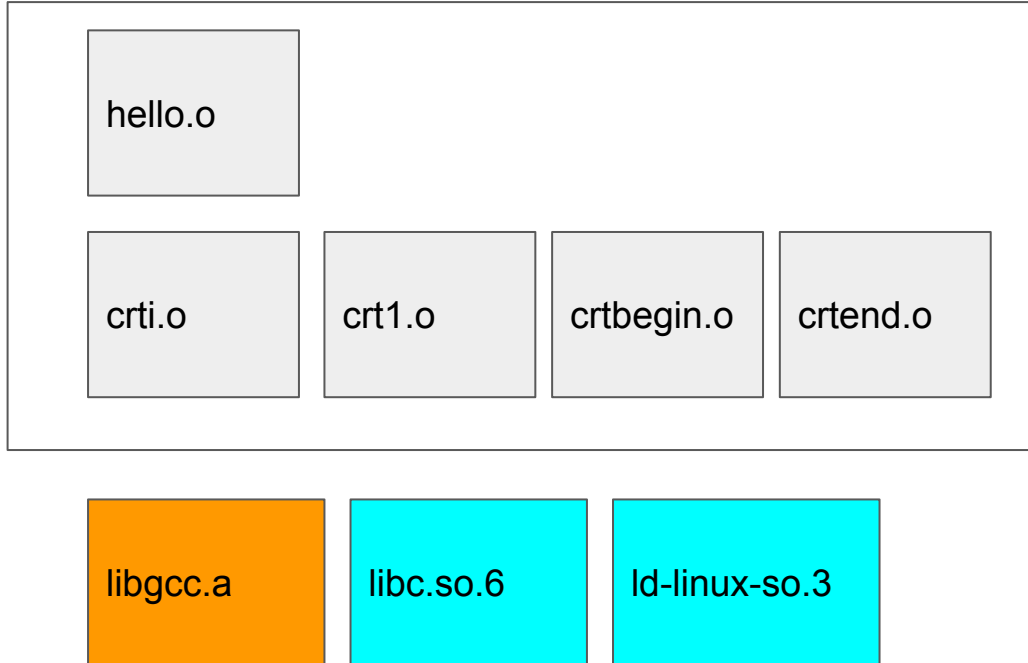 hello.o
crti.o
crt1.o
crtbegin.o
crtend.o
libgcc.a
libc.so.6
ld-linux-so.3